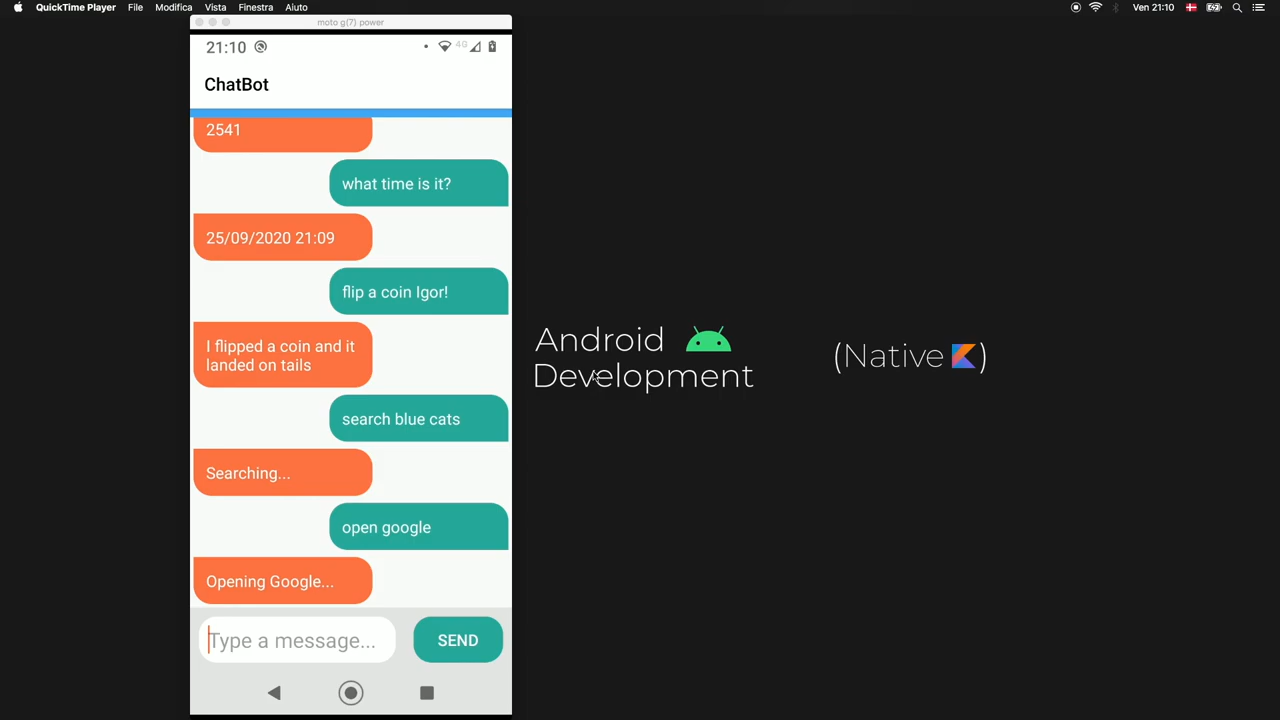 QuickTime Player File Modifica Vista Finestra Aiuto
Ven 21:10
moto g(7) power
21:10
4G
ChatBot
2541
what time is it?
25/09/2020 21:09
flip a coin Igor!
I flipped a coin and it
landed on tails
search blue cats
Searching...
open google
Opening Google...
Type a message...
SEND
Android
Development
(Native )